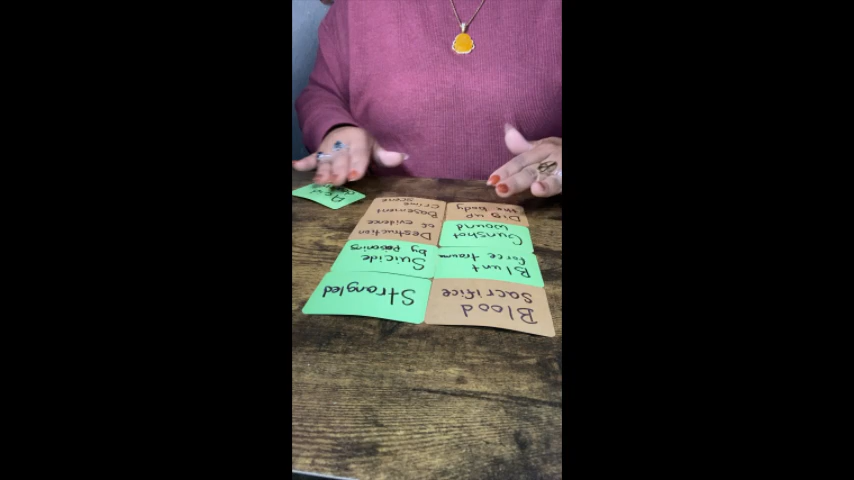 Blood
Sacrifice
Strangled
Blunt
force trauma
Suicide
by poisoning
Gunshot
wound
Destruction
of evidence
Dig up
the body
Basement
Crime
Scene